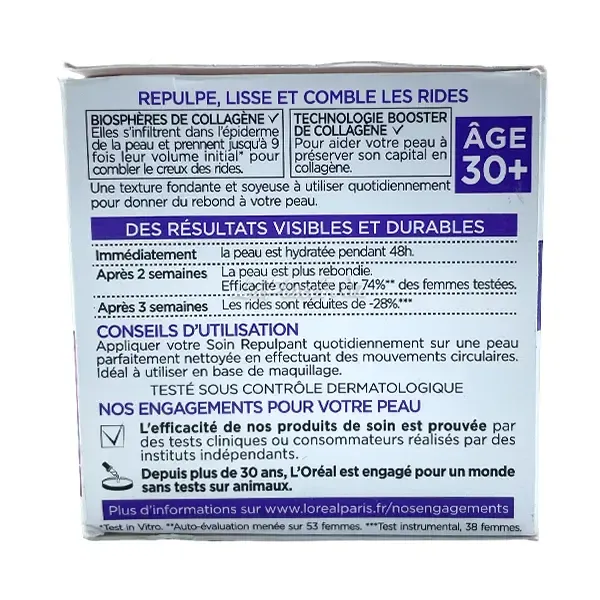 REPULPE, LISSE ET COMBLE LES RIDES
BIOSPHÈRES DE COLLAGÈNE ✓
Elles s'infiltrent dans l'épiderme
de la peau et prennent jusqu'à 9
fois leur volume initial* pour
combler le creux des rides.
TECHNOLOGIE BOOSTER
DE COLLAGÈNE ✓
Pour aider votre peau à
préserver son capital en
collagène.
ÂGE
30+
Une texture fondante et soyeuse à utiliser quotidiennement
pour donner du rebond à votre peau.
DES RÉSULTATS VISIBLES ET DURABLES
Immédiatement la peau est hydratée pendant 48h.
Après 2 semaines La peau est plus rebondie.
Efficacité constatée par 74%** des femmes testées.
Après 3 semaines Les rides sont réduites de -28%.***
CONSEILS D'UTILISATION
Appliquer votre Soin Repulpant quotidiennement sur une peau
parfaitement nettoyée en effectuant des mouvements circulaires.
Idéal à utiliser en base de maquillage.
TESTÉ SOUS CONTRÔLE DERMATOLOGIQUE
NOS ENGAGEMENTS POUR VOTRE PEAU
L'efficacité de nos produits de soin est prouvée par
des tests cliniques ou consommateurs réalisés par des
instituts indépendants.
Depuis plus de 30 ans, L'Oréal est engagé pour un monde
sans tests sur animaux.
Plus d'informations sur www.lorealparis.fr/nosengagements
*Test in Vitro. **Auto-évaluation menée sur 53 femmes. ***Test instrumental, 38 femmes.